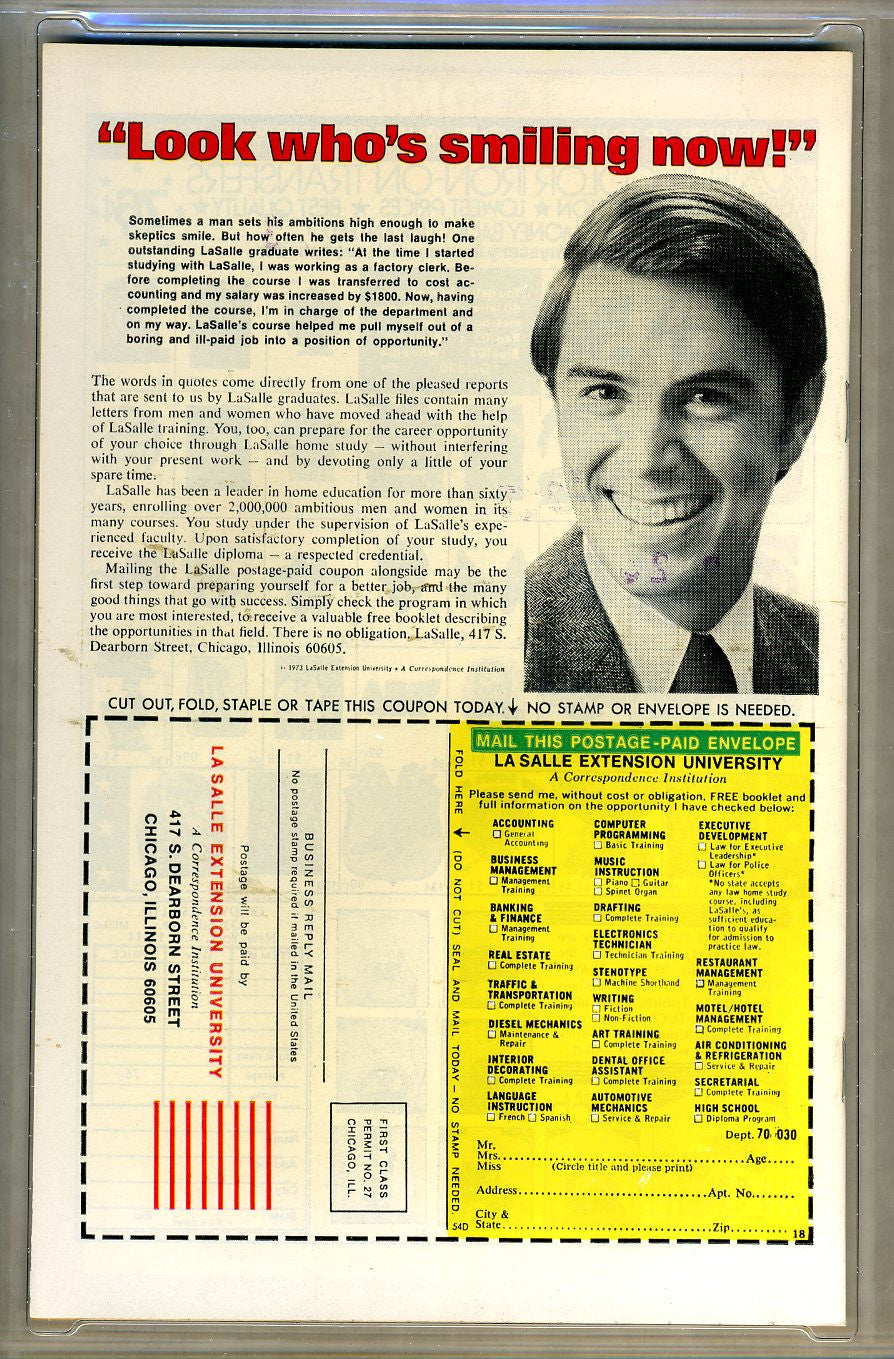 “Look who’s smiling now!”
Sometimes a man sets his ambitions high enough to make
skeptics smile. But how often he gets the last laugh! One
outstanding LaSalle graduate writes: “At the time I started
studying with LaSalle, I was working as a factory clerk. Be-
fore completing the course I was transferred to cost ac-
counting and my salary was increased by $1800. Now, having
completed the course, I’m in charge of the department and
on my way. LaSalle’s course helped me pull myself out of a
boring and ill-paid job into a position of opportunity.”
The words in quotes come directly from one of the pleased reports
that are sent to us by LaSalle graduates. LaSalle files contain many
letters from men and women who have moved ahead with the help
of LaSalle training. You, too, can prepare for the career opportunity
of your choice through LaSalle home study — without interfering
with your present work — and by devoting only a little of your
spare time.
LaSalle has been a leader in home education for more than sixty
years, enrolling over 2,000,000 ambitious men and women in its
many courses. You study under the supervision of LaSalle’s expe-
rienced faculty. Upon satisfactory completion of your study, you
receive the LaSalle diploma — a respected credential.
Mailing the LaSalle postage-paid coupon alongside may be the
first step toward preparing yourself for a better job, and the many
good things that go with success. Simply check the program in which
you are most interested, to receive a valuable free booklet describing
the opportunities in that field. There is no obligation. LaSalle, 417 S.
Dearborn Street, Chicago, Illinois 60605.
© 1973 LaSalle Extension University • A Correspondence Institution
CUT OUT, FOLD, STAPLE OR TAPE THIS COUPON TODAY. ↓ NO STAMP OR ENVELOPE IS NEEDED.
BUSINESS REPLY MAIL
No postage stamp required if mailed in the United States
Postage will be paid by
LA SALLE EXTENSION UNIVERSITY
A Correspondence Institution
417 S. DEARBORN STREET
CHICAGO, ILLINOIS 60605
FIRST CLASS
PERMIT NO. 27
CHICAGO, ILL.
FOLD HERE ↓ (DO NOT CUT) SEAL AND MAIL TODAY – NO STAMP NEEDED.
MAIL THIS POSTAGE-PAID ENVELOPE
LA SALLE EXTENSION UNIVERSITY
A Correspondence Institution
Please send me, without cost or obligation, FREE booklet and
full information on the opportunity I have checked below:
ACCOUNTING
☐ General
Accounting
BUSINESS
MANAGEMENT
☐ Management
Training
BANKING
& FINANCE
☐ Management
Training
REAL ESTATE
☐ Complete Training
TRAFFIC &
TRANSPORTATION
☐ Complete Training
DIESEL MECHANICS
☐ Maintenance &
Repair
INTERIOR
DECORATING
☐ Complete Training
LANGUAGE
INSTRUCTION
☐ French ☐ Spanish
COMPUTER
PROGRAMMING
☐ Basic Training
MUSIC
INSTRUCTION
☐ Piano ☐ Guitar
☐ Spinet Organ
DRAFTING
☐ Complete Training
ELECTRONICS
TECHNICIAN
☐ Technician Training
STENOTYPE
☐ Machine Shorthand
WRITING
☐ Fiction
☐ Non-Fiction
ART TRAINING
☐ Complete Training
DENTAL OFFICE
ASSISTANT
☐ Complete Training
AUTOMOTIVE
MECHANICS
☐ Service & Repair
EXECUTIVE
DEVELOPMENT
☐ Law for Executive
Leadership*
☐ Law for Police
Officers*
*No state accepts
any law home study
course, including
LaSalle’s, as
sufficient educa-
tion to qualify
for admission to
practice law.
RESTAURANT
MANAGEMENT
☐ Management
Training
MOTEL/HOTEL
MANAGEMENT
☐ Complete Training
AIR CONDITIONING
& REFRIGERATION
☐ Service & Repair
SECRETARIAL
☐ Complete Training
HIGH SCHOOL
☐ Diploma Program
Dept. 70-030
Mr.
Mrs. Age
Miss (Circle title and please print)
Address Apt. No.
City &
State Zip
54D
18